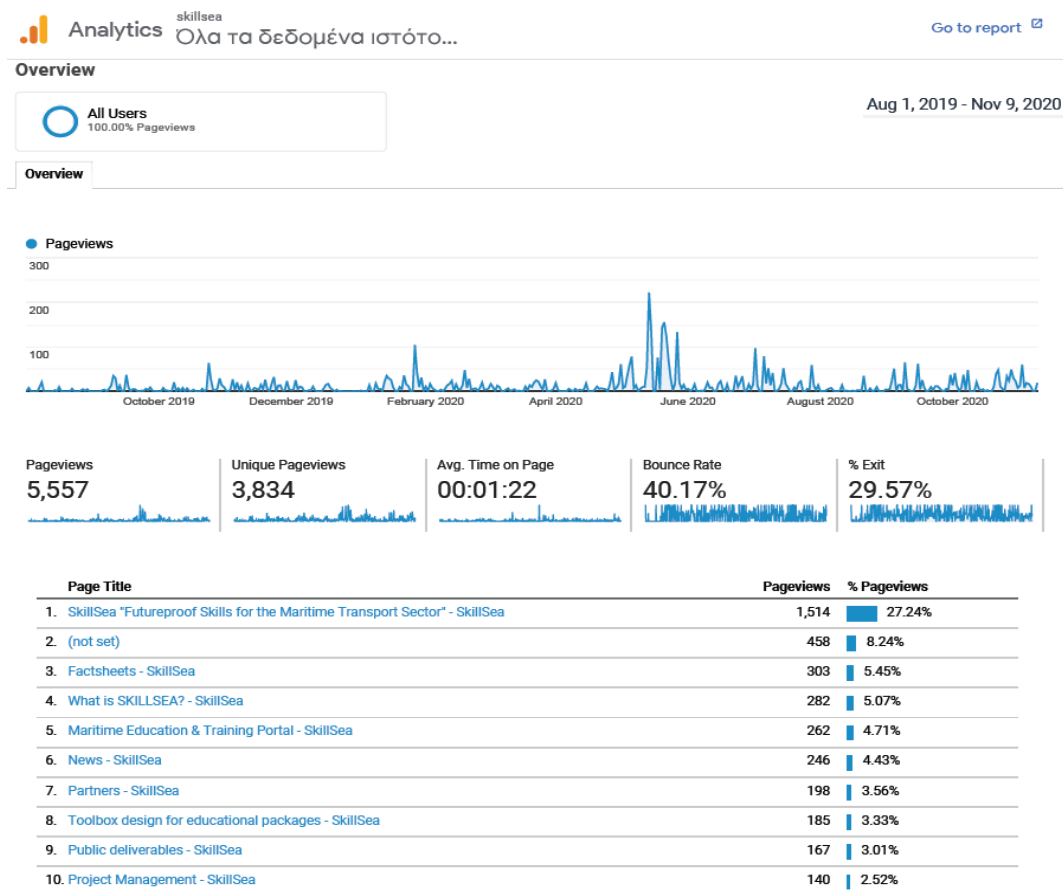 skillsea
Analytics Όλα τα δεδομένα ιστότο...
Go to report
Overview
All Users
100.00% Pageviews
Aug 1, 2019 - Nov 9, 2020
Overview
Pageviews
300
200
100
October 2019 December 2019 February 2020 April 2020 June 2020 August 2020 October 2020
Pageviews Unique Pageviews Avg. Time on Page Bounce Rate % Exit
5,557 3,834 00:01:22 40.17% 29.57%
Page Title Pageviews % Pageviews
1. SkillSea "Futureproof Skills for the Maritime Transport Sector" - SkillSea 1,514 27.24%
2. (not set) 458 8.24%
3. Factsheets - SkillSea 303 5.45%
4. What is SKILLSEA? - SkillSea 282 5.07%
5. Maritime Education & Training Portal - SkillSea 262 4.71%
6. News - SkillSea 246 4.43%
7. Partners - SkillSea 198 3.56%
8. Toolbox design for educational packages - SkillSea 185 3.33%
9. Public deliverables - SkillSea 167 3.01%
10. Project Management - SkillSea 140 2.52%